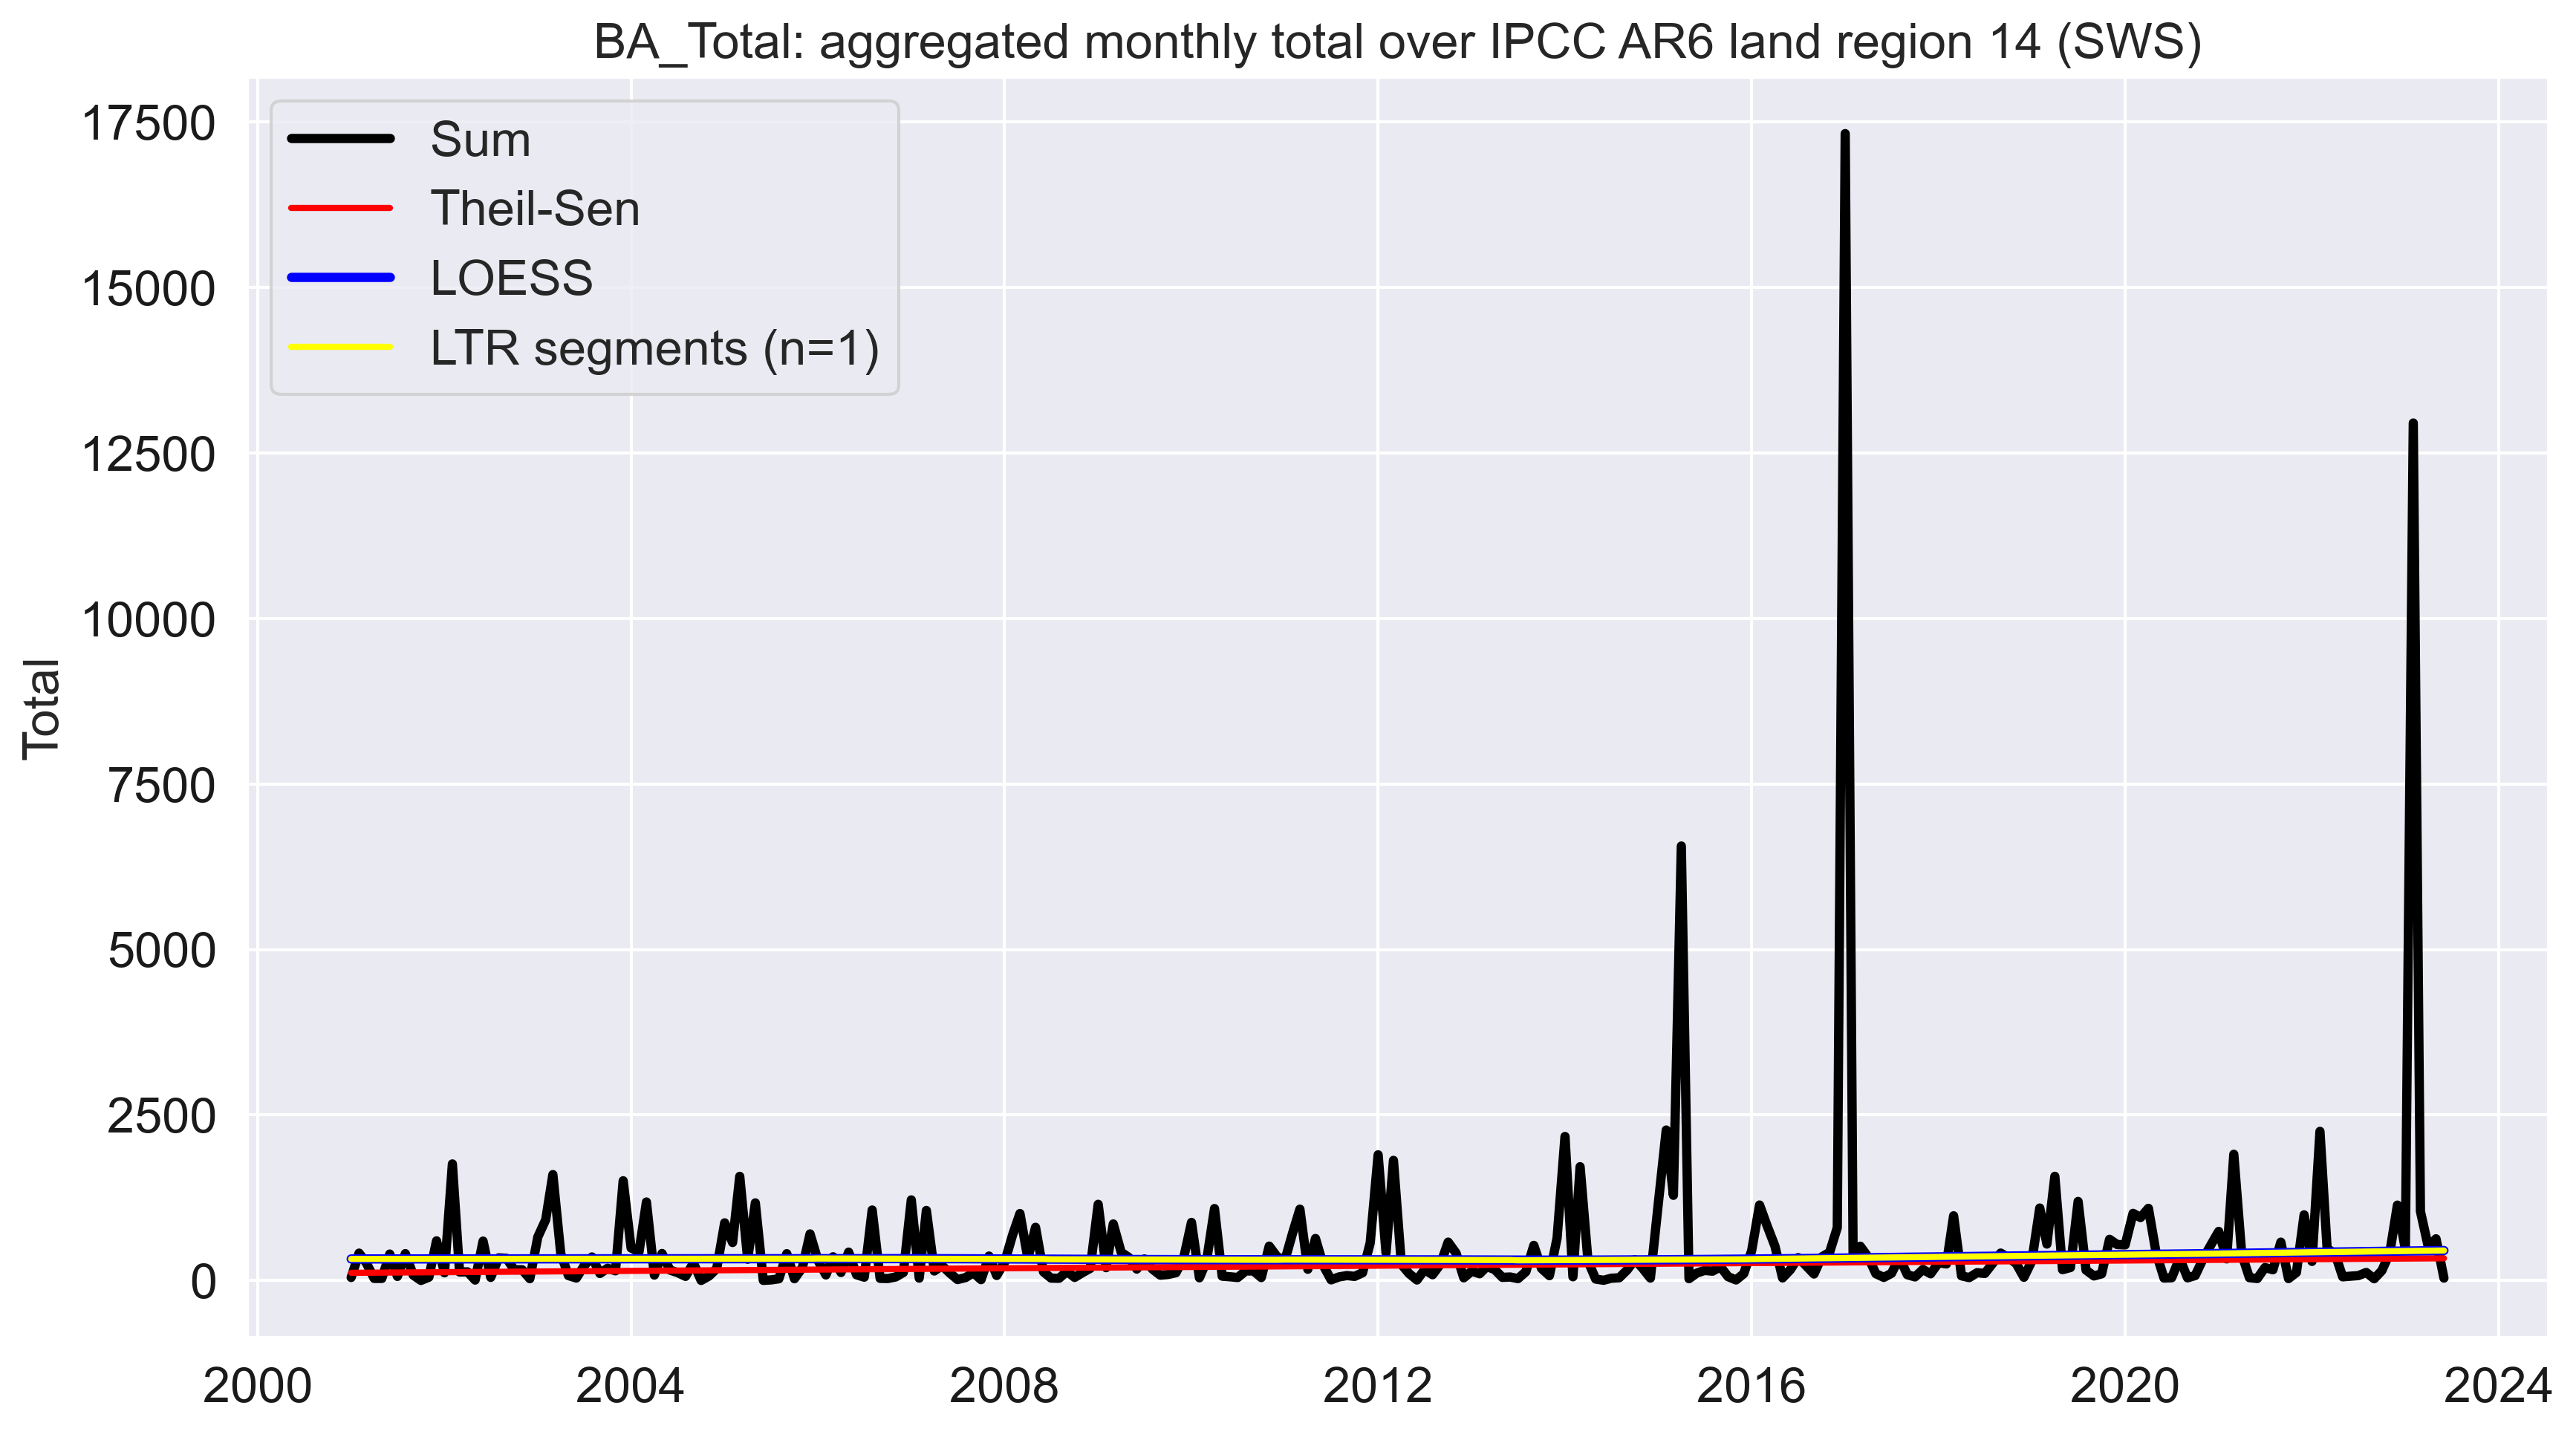 BA_Total: aggregated monthly total over IPCC AR6 land region 14 (SWS)
Sum
Theil-Sen
LOESS
LTR segments (n=1)
Total
17500
15000
12500
10000
7500
5000
2500
0
2000 2004 2008 2012 2016 2020 2024